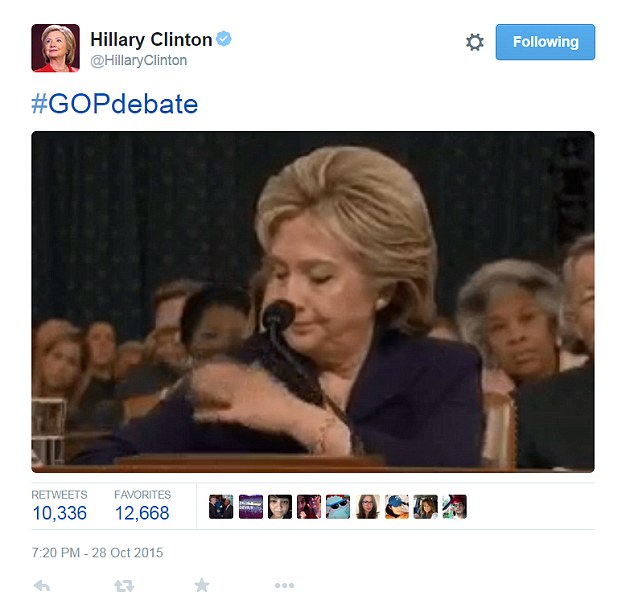 Hillary Clinton
@HillaryClinton
Following
#GOPdebate
RETWEETS FAVORITES
10,336 12,668
7:20 PM - 28 Oct 2015